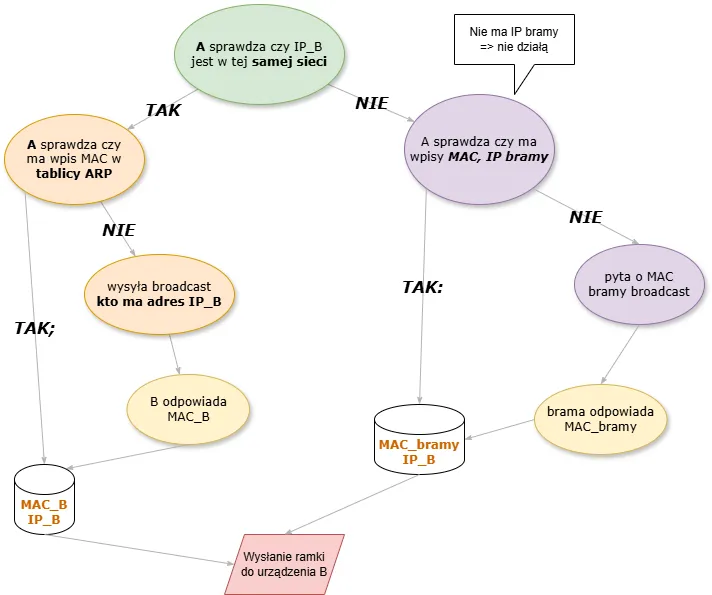 A sprawdza czy IP_B
jest w tej samej sieci
Nie ma IP bramy
=> nie działą
TAK
NIE
A sprawdza czy
ma wpis MAC w
tablicy ARP
A sprawdza czy ma
wpisy MAC, IP bramy
NIE
NIE
wysyła broadcast
kto ma adres IP_B
pyta o MAC
bramy broadcast
TAK;
TAK:
B odpowiada
MAC_B
brama odpowiada
MAC_bramy
MAC_bramy
IP_B
MAC_B
IP_B
Wysłanie ramki
do urządzenia B